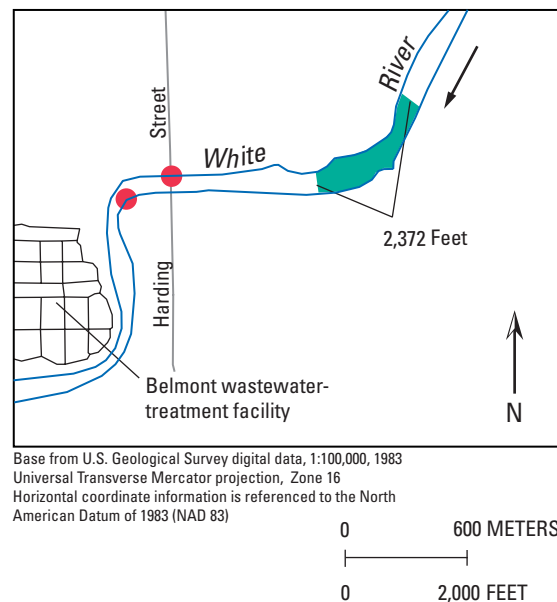 River
Street
White
2,372 Feet
Harding
Belmont wastewater-
treatment facility
N
Base from U.S. Geological Survey digital data, 1:100,000, 1983
Universal Transverse Mercator projection, Zone 16
Horizontal coordinate information is referenced to the North
American Datum of 1983 (NAD 83)
0 600 METERS
0 2,000 FEET